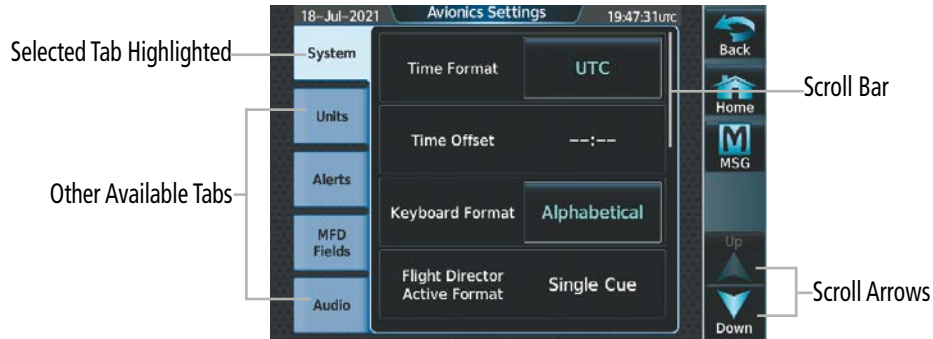 18-Jul-2021 Avionics Settings 19:47:31UTC
Back
Selected Tab Highlighted
System
Time Format UTC
Scroll Bar
Home
Units
Time Offset --:--
MSG
Alerts
Other Available Tabs
Keyboard Format Alphabetical
MFD
Fields
Up
Flight Director
Active Format
Single Cue
Scroll Arrows
Audio
Down